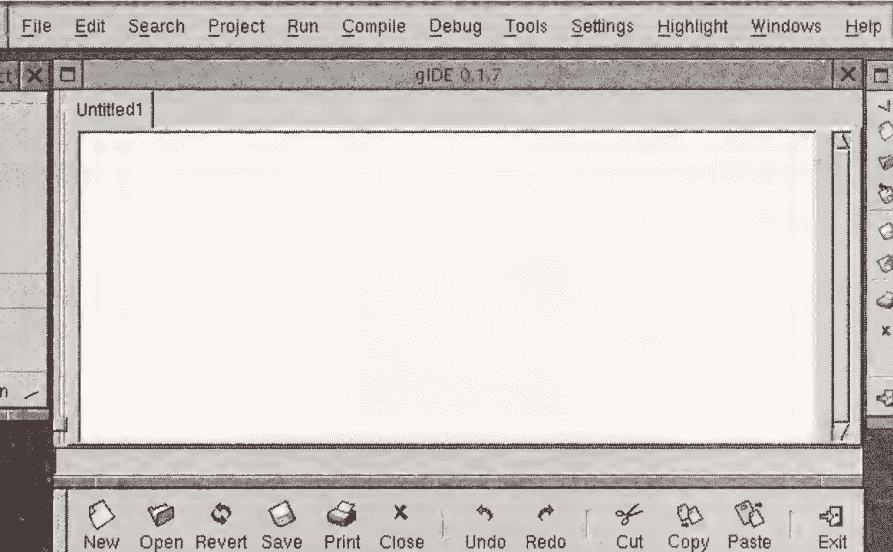 File Edit Search Project Run Compile Debug Tools Settings Highlight Windows Help
gIDE 0.1.7
Untitled1
New Open Revert Save Print Close Undo Redo Cut Copy Paste Exit